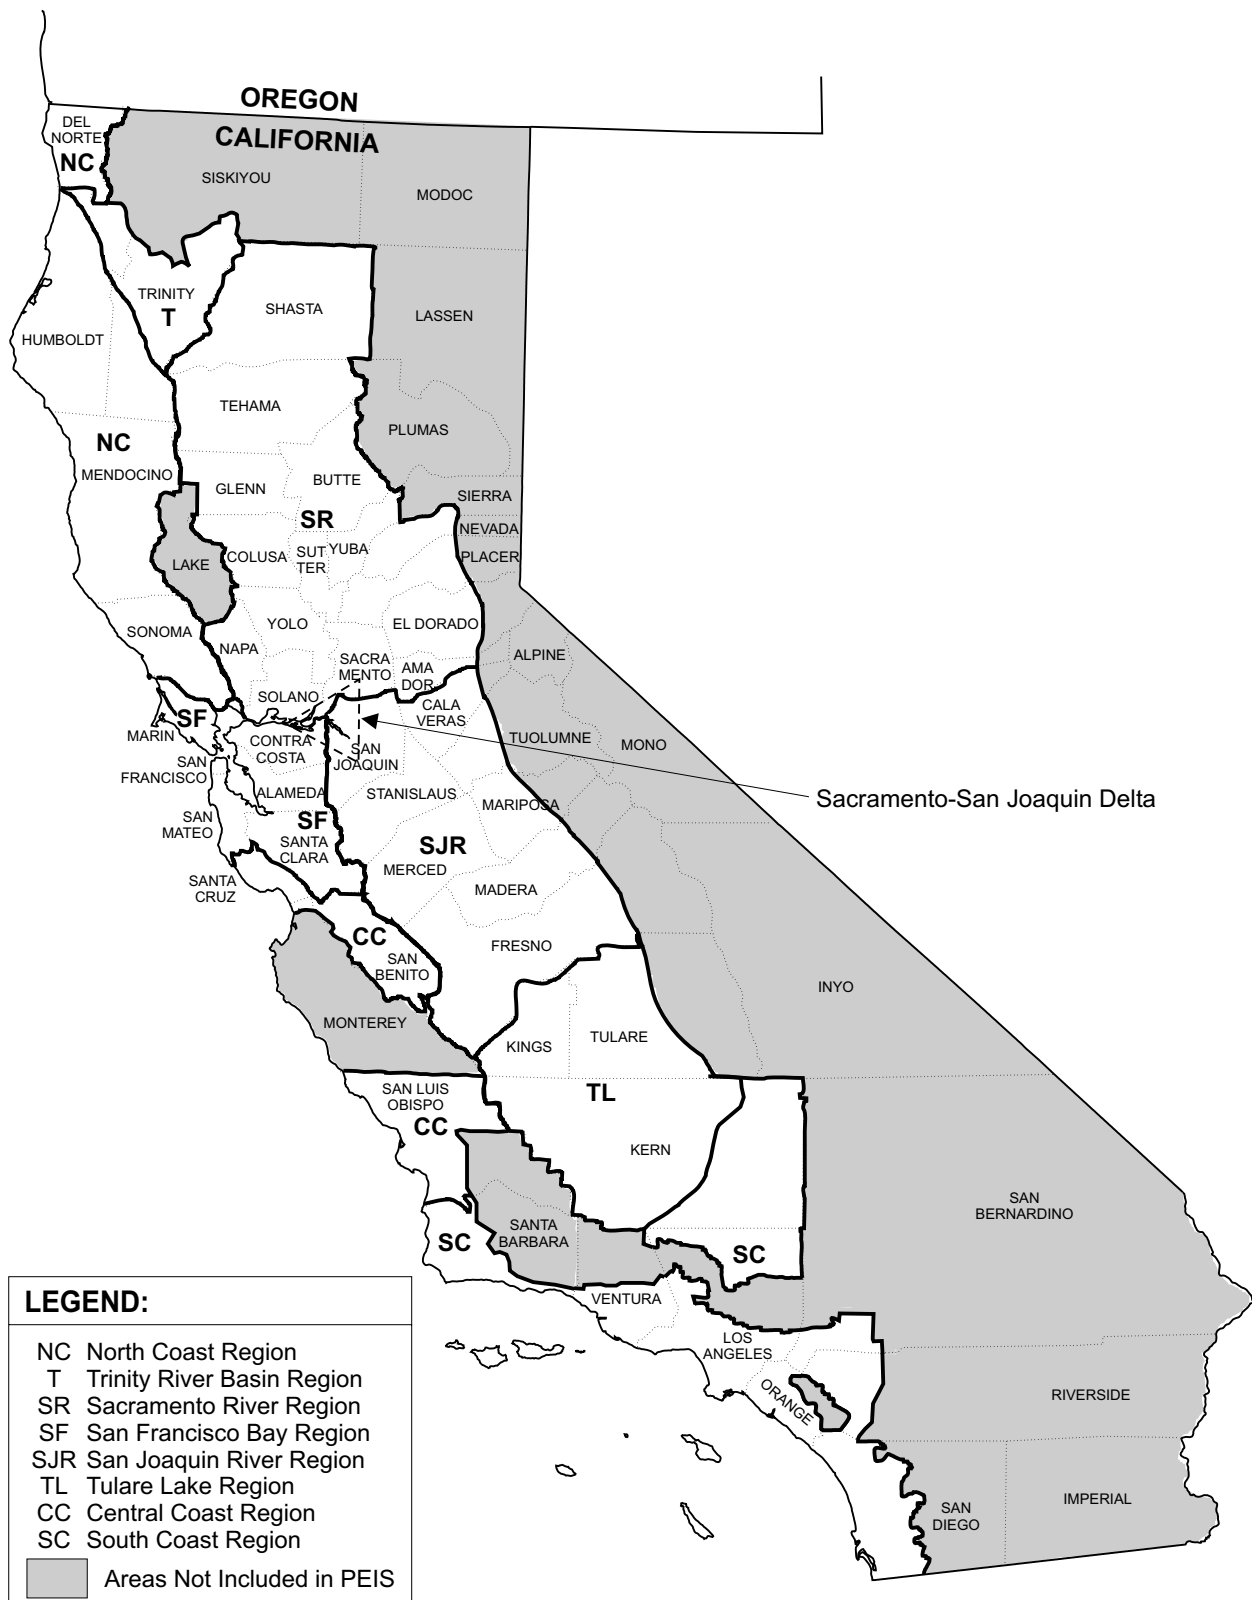 OREGON
CALIFORNIA
DEL
NORTE
NC
SISKIYOU
MODOC
TRINITY
T
SHASTA
LASSEN
HUMBOLDT
TEHAMA
PLUMAS
NC
MENDOCINO
GLENN
BUTTE
SIERRA
SR
NEVADA
LAKE
COLUSA
SUT
TER
YUBA
PLACER
SONOMA
NAPA
YOLO
EL DORADO
SACRA
MENTO
AMA
DOR
ALPINE
SOLANO
CALA
VERAS
SF
MARIN
CONTRA
COSTA
SAN
JOAQUIN
TUOLUMNE
MONO
SAN
FRANCISCO
ALAMEDA
STANISLAUS
MARIPOSA
Sacramento-San Joaquin Delta
SAN
MATEO
SF
SANTA
CLARA
SJR
MERCED
MADERA
SANTA
CRUZ
CC
SAN
BENITO
FRESNO
INYO
MONTEREY
KINGS
TULARE
SAN LUIS
OBISPO
CC
TL
KERN
SAN
BERNARDINO
SC
SANTA
BARBARA
SC
VENTURA
LOS
ANGELES
ORANGE
RIVERSIDE
SAN
DIEGO
IMPERIAL
LEGEND:
NC North Coast Region
T Trinity River Basin Region
SR Sacramento River Region
SF San Francisco Bay Region
SJR San Joaquin River Region
TL Tulare Lake Region
CC Central Coast Region
SC South Coast Region
Areas Not Included in PEIS